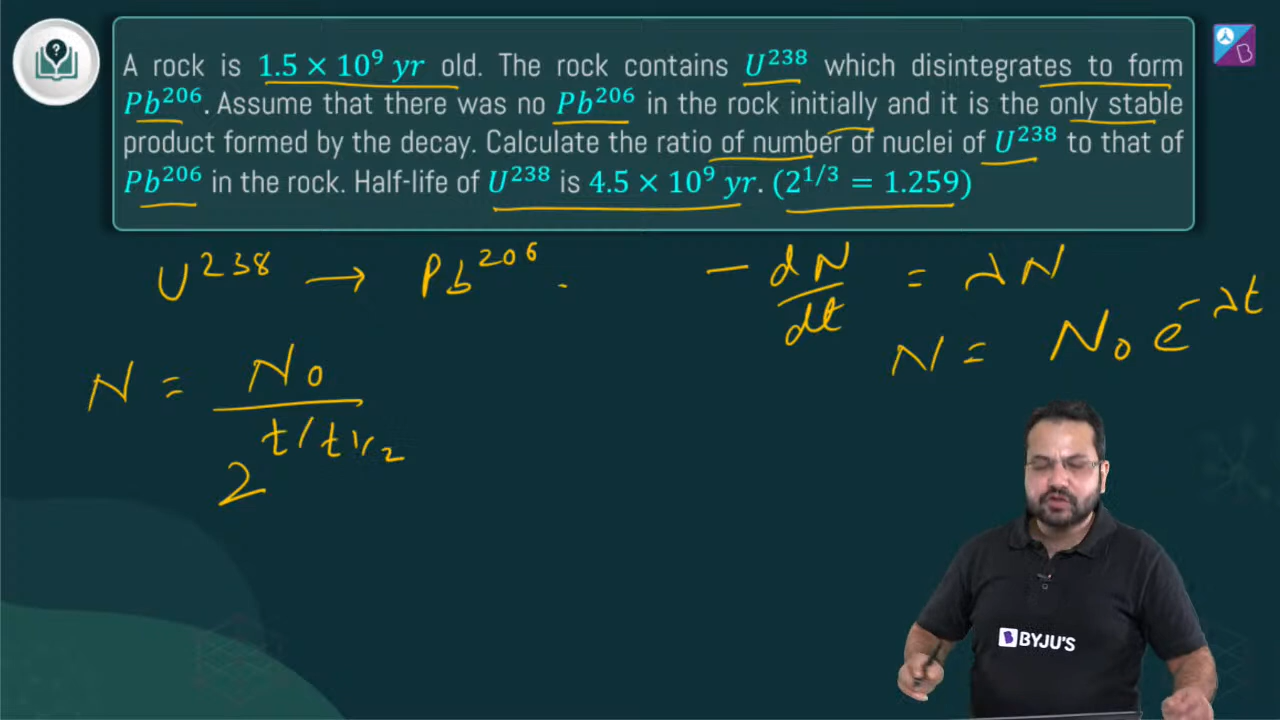 A rock is 1.5 × 10⁹ yr old. The rock contains U²³⁸ which disintegrates to form
Pb²⁰⁶. Assume that there was no Pb²⁰⁶ in the rock initially and it is the only stable
product formed by the decay. Calculate the ratio of number of nuclei of U²³⁸ to that of
Pb²⁰⁶ in the rock. Half-life of U²³⁸ is 4.5 × 10⁹ yr. (2^1/3 = 1.259)
U²³⁸ → Pb²⁰⁶.
- dN/dt = λN
N = N₀ e^-λt
N = N₀ / 2^t/t1/2
BYJU'S
B